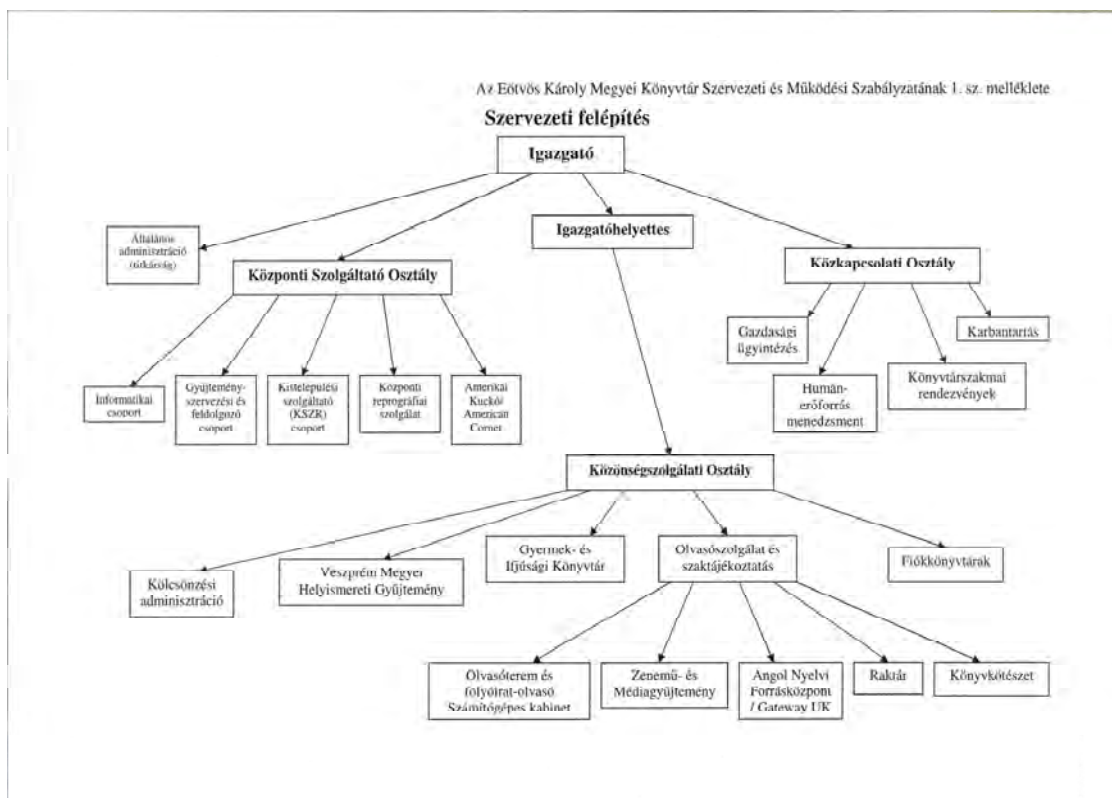 Az Eötvös Károly Megyei Könyvtár Szervezeti és Működési Szabályzatának 1. sz. melléklete
Szervezeti felépítés
Igazgató
Igazgatóhelyettes
Általános
adminisztráció
(titkárság)
Központi Szolgáltató Osztály
Közkapcsolati Osztály
Gazdasági
ügyintézés
Karbantartás
Humán-
erőforrás
menedzsment
Könyvtárszakmai
rendezvények
Informatikai
csoport
Gyűjtemény-
szervezési és
feldolgozó
csoport
Kistelepülési
szolgáltató
(KSZR)
csoport
Központi
reprográfiai
szolgálat
Amerikai
Kuckó/
American
Corner
Közönségszolgálati Osztály
Kölcsönzési
adminisztráció
Veszprém Megyei
Helyismereti Gyűjtemény
Gyermek- és
Ifjúsági Könyvtár
Olvasószolgálat és
szaktájékoztatás
Fiókkönyvtárak
Olvasóterem és
folyóirat-olvasó
Számítógépes kabinet
Zenemű- és
Médiagyűjtemény
Angol Nyelvi
Forrásközpont
/ Gateway UK
Raktár
Könyvkötészet